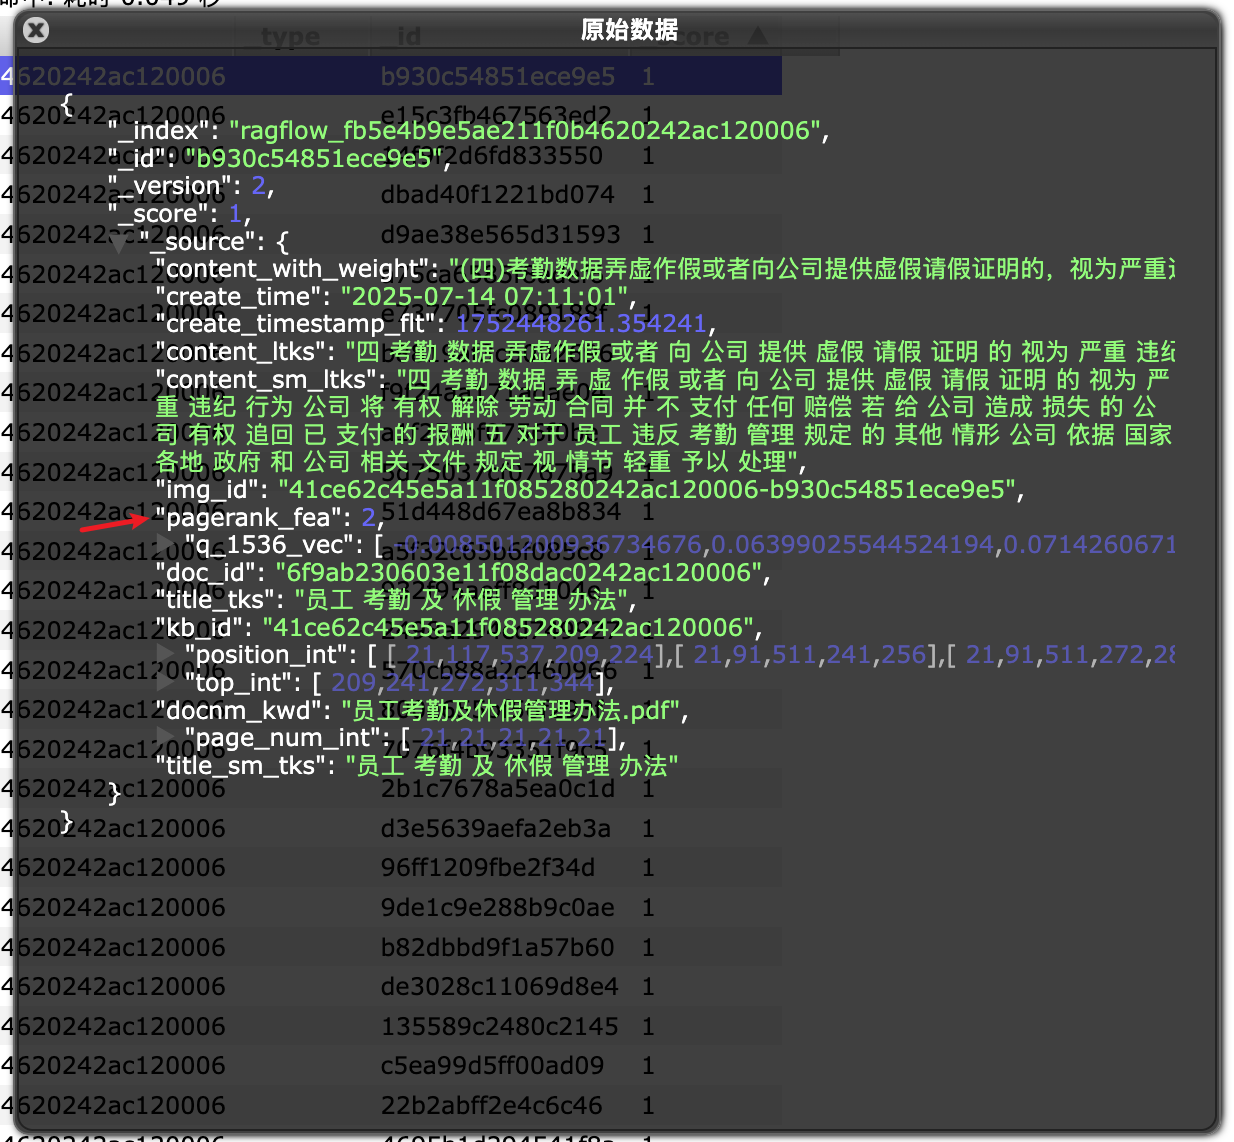 原始数据
_type _id score ▲
4620242ac120006 b930c54851ece9e5 1
{
"_index": "ragflow_fb5e4b9e5ae211f0b4620242ac120006",
"_id": "b930c54851ece9e5",
"_version": 2,
"_score": 1,
"_source": {
"content_with_weight": "(四)考勤数据弄虚作假或者向公司提供虚假请假证明的，视为严重
"create_time": "2025-07-14 07:11:01",
"create_timestamp_flt": 1752448261.354241,
"content_ltks": "四 考勤 数据 弄虚作假 或者 向 公司 提供 虚假 请假 证明 的 视为 严重 违纪
"content_sm_ltks": "四 考勤 数据 弄 虚 作假 或者 向 公司 提供 虚假 请假 证明 的 视为 严
重 违纪 行为 公司 将 有权 解除 劳动 合同 并 不 支付 任何 赔偿 若 给 公司 造成 损失 的 公
司 有权 追回 已 支付 的 报酬 五 对于 员工 违反 考勤 管理 规定 的 其他 情形 公司 依据 国家
各地 政府 和 公司 相关 文件 规定 视 情节 轻重 予以 处理",
"img_id": "41ce62c45e5a11f085280242ac120006-b930c54851ece9e5",
"pagerank_fea": 2,
"q_1536_vec": [ -0.008501200936734676,0.06399025544524194,0.0714260671
"doc_id": "6f9ab230603e11f08dac0242ac120006",
"title_tks": "员工 考勤 及 休假 管理 办法",
"kb_id": "41ce62c45e5a11f085280242ac120006",
"position_int": [ [ 21,117,537,209,224],[ 21,91,511,241,256],[ 21,91,511,272,28
"top_int": [ 209,241,272,311,344],
"docnm_kwd": "员工考勤及休假管理办法.pdf",
"page_num_int": [ 21,21,21,21,21],
"title_sm_tks": "员工 考勤 及 休假 管理 办法"
}
}
4620242ac120006 e15c3fb467563ed2 1
4620242ac120006 dbad40f1221bd074 1
4620242ac120006 d9ae38e565d31593 1
4620242ac120006 51d448d67ea8b834 1
4620242ac120006 a5f32c65b6f085c8 1
4620242ac120006 570cb88a2c460966 1
4620242ac120006 2b1c7678a5ea0c1d 1
4620242ac120006 d3e5639aefa2eb3a 1
4620242ac120006 96ff1209fbe2f34d 1
4620242ac120006 9de1c9e288b9c0ae 1
4620242ac120006 b82dbbd9f1a57b60 1
4620242ac120006 de3028c11069d8e4 1
4620242ac120006 135589c2480c2145 1
4620242ac120006 c5ea99d5ff00ad09 1
4620242ac120006 22b2abff2e4c6c46 1